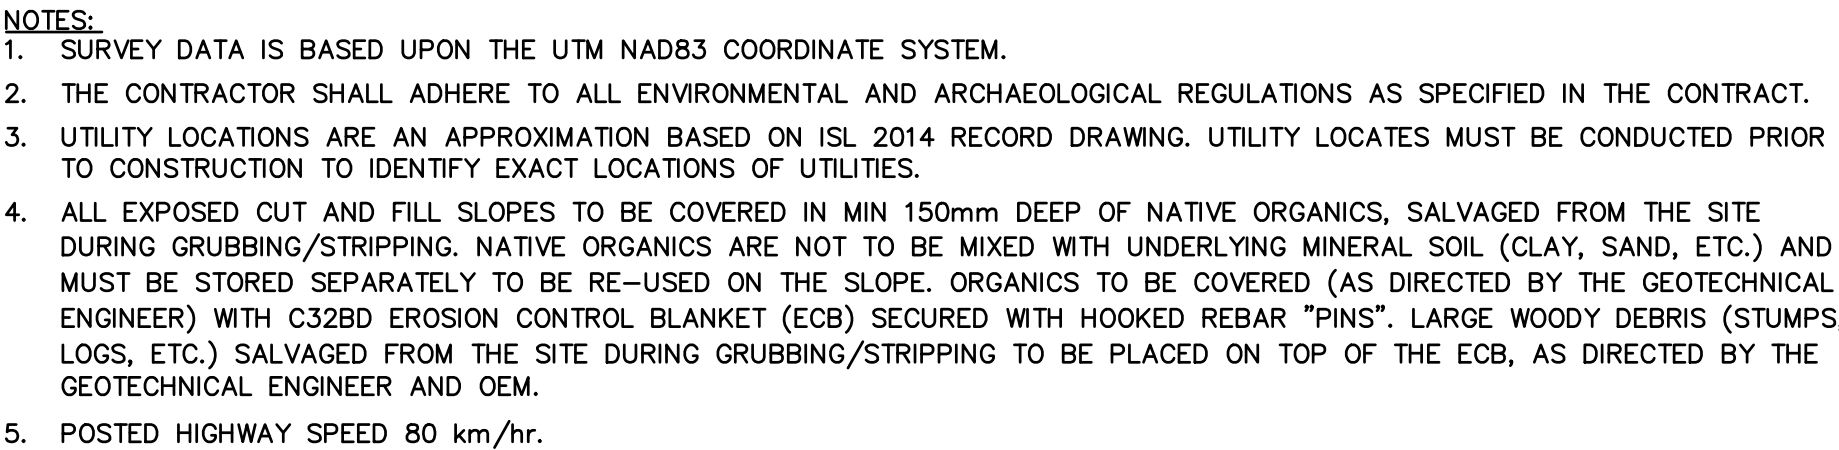 NOTES:
1. SURVEY DATA IS BASED UPON THE UTM NAD83 COORDINATE SYSTEM.
2. THE CONTRACTOR SHALL ADHERE TO ALL ENVIRONMENTAL AND ARCHAEOLOGICAL REGULATIONS AS SPECIFIED IN THE CONTRACT.
3. UTILITY LOCATIONS ARE AN APPROXIMATION BASED ON ISL 2014 RECORD DRAWING. UTILITY LOCATES MUST BE CONDUCTED PRIOR
TO CONSTRUCTION TO IDENTIFY EXACT LOCATIONS OF UTILITIES.
4. ALL EXPOSED CUT AND FILL SLOPES TO BE COVERED IN MIN 150mm DEEP OF NATIVE ORGANICS, SALVAGED FROM THE SITE
DURING GRUBBING/STRIPPING. NATIVE ORGANICS ARE NOT TO BE MIXED WITH UNDERLYING MINERAL SOIL (CLAY, SAND, ETC.) AND
MUST BE STORED SEPARATELY TO BE RE-USED ON THE SLOPE. ORGANICS TO BE COVERED (AS DIRECTED BY THE GEOTECHNICAL
ENGINEER) WITH C32BD EROSION CONTROL BLANKET (ECB) SECURED WITH HOOKED REBAR "PINS". LARGE WOODY DEBRIS (STUMPS,
LOGS, ETC.) SALVAGED FROM THE SITE DURING GRUBBING/STRIPPING TO BE PLACED ON TOP OF THE ECB, AS DIRECTED BY THE
GEOTECHNICAL ENGINEER AND OEM.
5. POSTED HIGHWAY SPEED 80 km/hr.